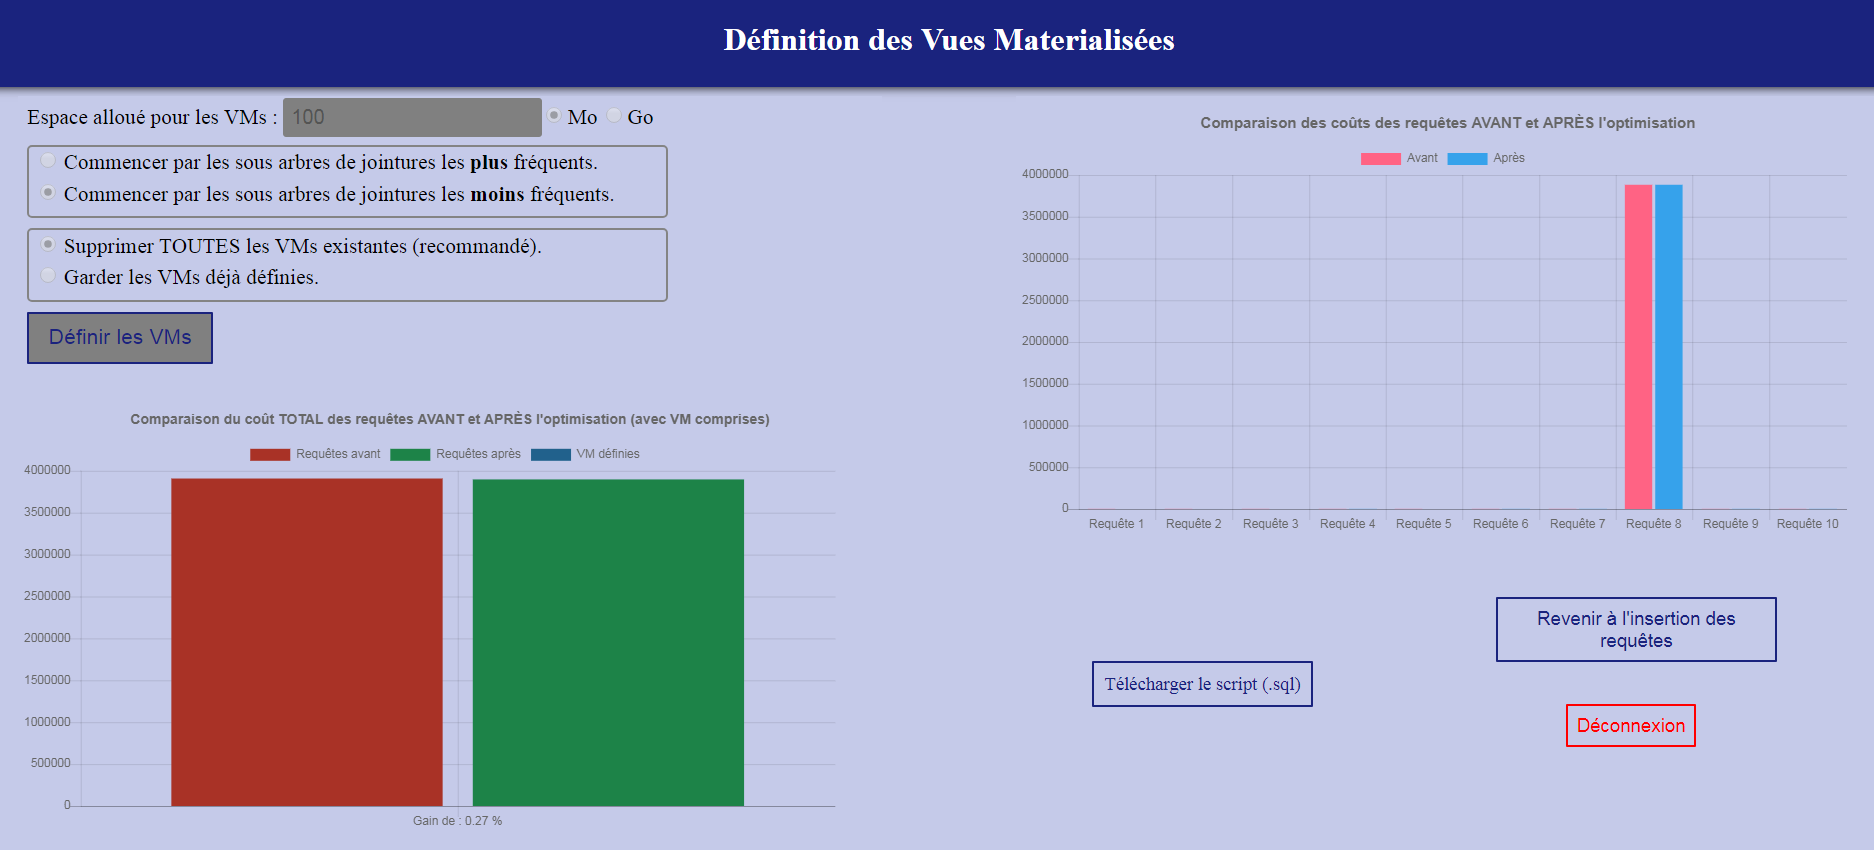 Définition des Vues Materialisées
Espace alloué pour les VMs : 100 Mo Go
Commencer par les sous arbres de jointures les plus fréquents.
Commencer par les sous arbres de jointures les moins fréquents.
Supprimer TOUTES les VMs existantes (recommandé).
Garder les VMs déjà définies.
Définir les VMs
Comparaison du coût TOTAL des requêtes AVANT et APRÈS l'optimisation (avec VM comprises)
Requêtes avant Requêtes après VM définies
4000000
3500000
3000000
2500000
2000000
1500000
1000000
500000
0
Gain de : 0.27 %
Comparaison des coûts des requêtes AVANT et APRÈS l'optimisation
Avant Après
4000000
3500000
3000000
2500000
2000000
1500000
1000000
500000
0
Requête 1 Requête 2 Requête 3 Requête 4 Requête 5 Requête 6 Requête 7 Requête 8 Requête 9 Requête 10
Revenir à l'insertion des
requêtes
Télécharger le script (.sql)
Déconnexion